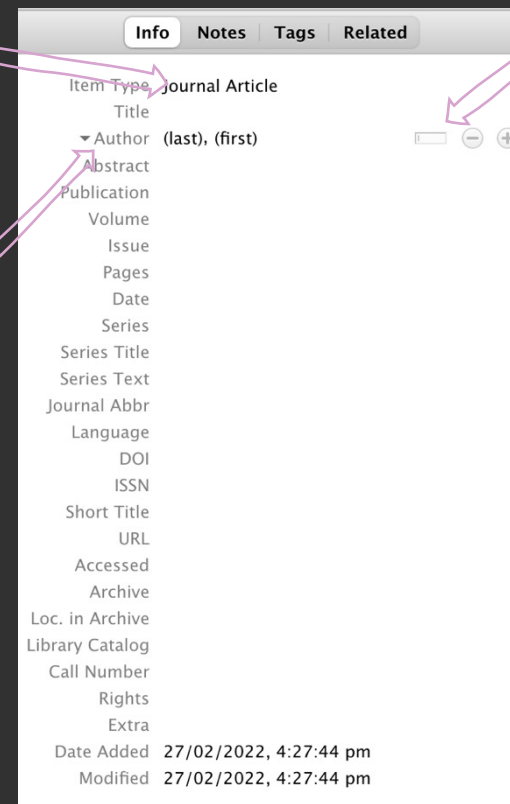 Info Notes Tags Related
Item Type Journal Article
Title
Author (last), (first)
Abstract
Publication
Volume
Issue
Pages
Date
Series
Series Title
Series Text
Journal Abbr
Language
DOI
ISSN
Short Title
URL
Accessed
Archive
Loc. in Archive
Library Catalog
Call Number
Rights
Extra
Date Added 27/02/2022, 4:27:44 pm
Modified 27/02/2022, 4:27:44 pm